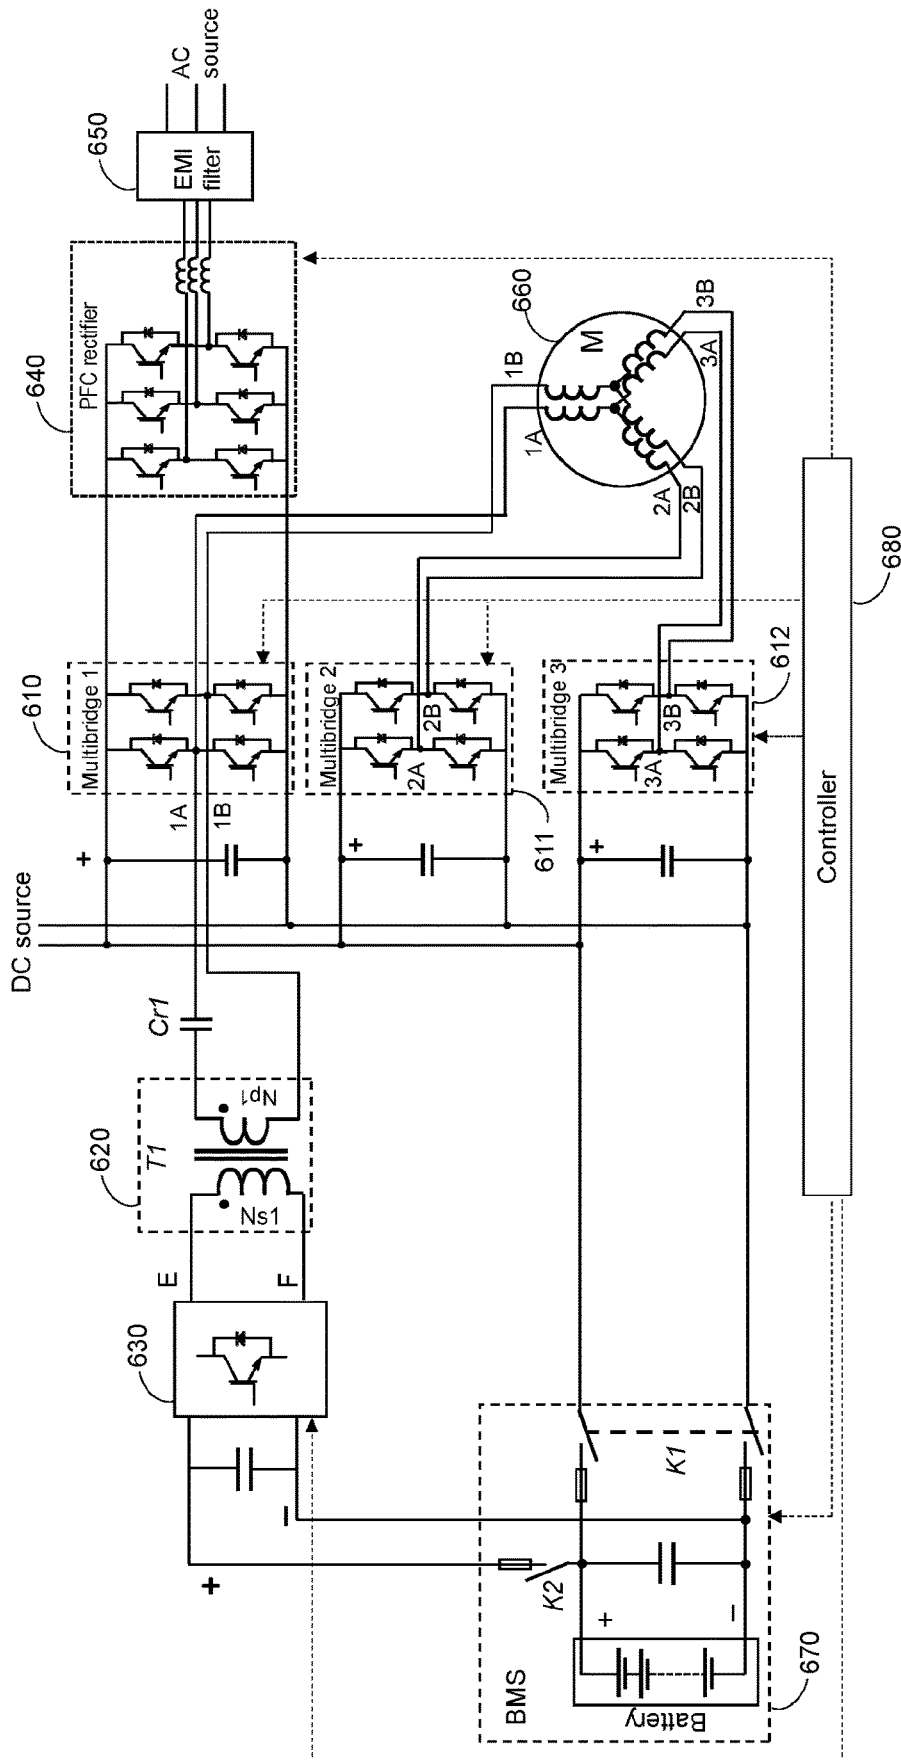 AC
source
650
EMI
filter
640
PFC rectifier
660
M
1B
1A
2A
2B
3A
3B
610
Multibridge 1
1A
1B
+
Multibridge 2
2A
2B
611
+
Multibridge 3
3A
3B
612
+
Controller
680
DC source
Cr1
620
T1
Np1
Ns1
E
F
630
+
−
K1
K2
BMS
+
−
Battery
670